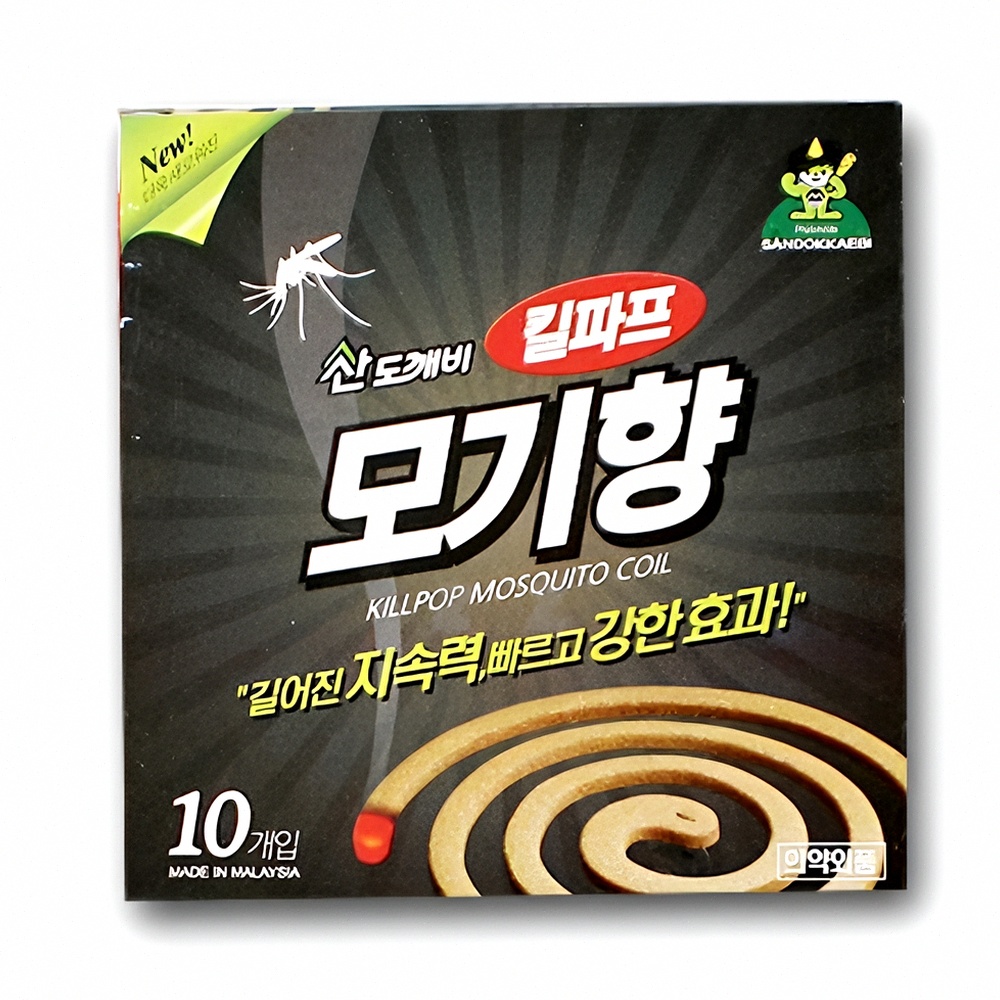 New!
SANDOKKAEBI
킬파프
산도깨비
모기향
KILLPOP MOSQUITO COIL
"길어진 지속력, 빠르고 강한 효과!"
10개입
MADE IN MALAYSIA
의약외품